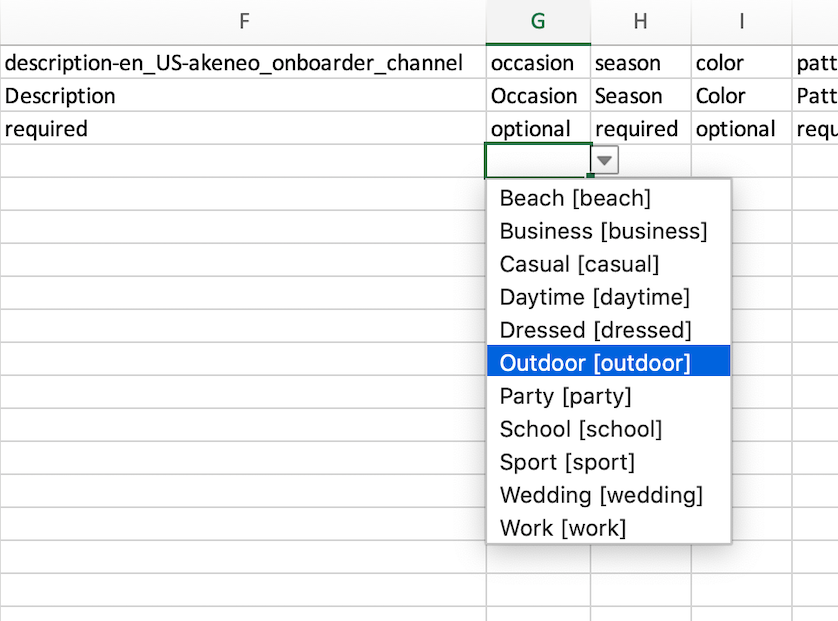 F G H I
description-en_US-akeneo_onboarder_channel occasion season color patt
Description Occasion Season Color Patt
required optional required optional requ
Beach [beach]
Business [business]
Casual [casual]
Daytime [daytime]
Dressed [dressed]
Outdoor [outdoor]
Party [party]
School [school]
Sport [sport]
Wedding [wedding]
Work [work]